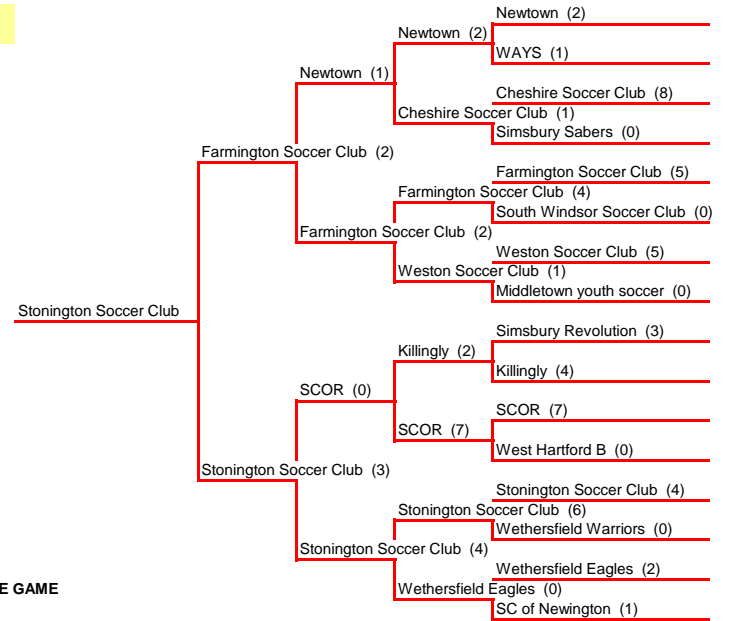 Newtown (2)
Newtown (2)
WAYS (1)
Newtown (1)
Cheshire Soccer Club (8)
Cheshire Soccer Club (1)
Simsbury Sabers (0)
Farmington Soccer Club (2)
Farmington Soccer Club (5)
Farmington Soccer Club (4)
South Windsor Soccer Club (0)
Farmington Soccer Club (2)
Weston Soccer Club (5)
Weston Soccer Club (1)
Middletown youth soccer (0)
Stonington Soccer Club
Simsbury Revolution (3)
Killingly (2)
Killingly (4)
SCOR (0)
SCOR (7)
SCOR (7)
West Hartford B (0)
Stonington Soccer Club (3)
Stonington Soccer Club (4)
Stonington Soccer Club (6)
Wethersfield Warriors (0)
Stonington Soccer Club (4)
Wethersfield Eagles (2)
Wethersfield Eagles (0)
E GAME
SC of Newington (1)